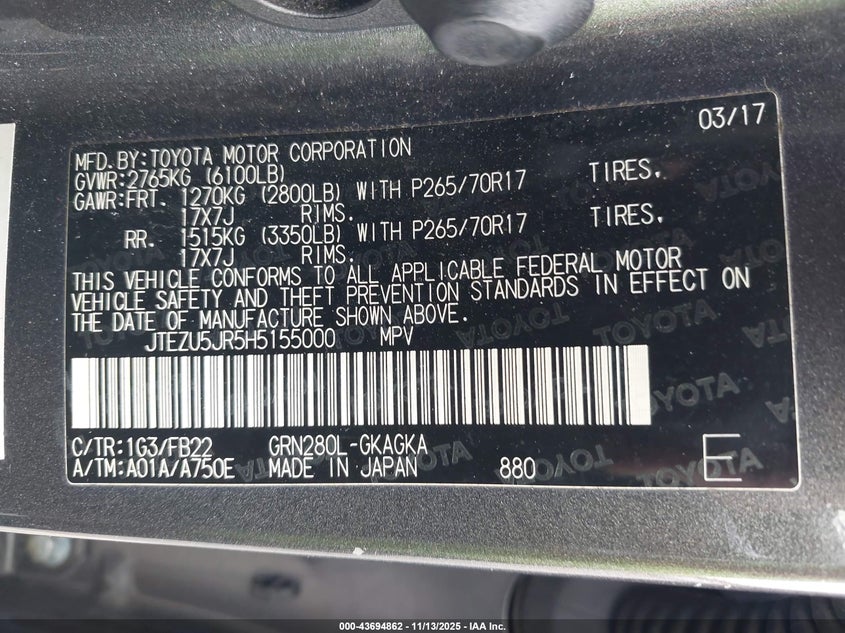 03/17
MFD.BY:TOYOTA MOTOR CORPORATION
GVWR:2765KG (6100LB)
GAWR:FRT. 1270KG (2800LB) WITH P265/70R17 TIRES.
17X7J RIMS.
RR. 1515KG (3350LB) WITH P265/70R17 TIRES.
17X7J RIMS.
THIS VEHICLE CONFORMS TO ALL APPLICABLE FEDERAL MOTOR
VEHICLE SAFETY AND THEFT PREVENTION STANDARDS IN EFFECT ON
THE DATE OF MANUFACTURE SHOWN ABOVE.
JTEZU5JR5H5155000 MPV
C/TR:1G3/FB22 GRN280L-GKAGKA
A/TM:A01A/A750E MADE IN JAPAN 880 E
000-43694862 - 11/13/2025 - IAA Inc.